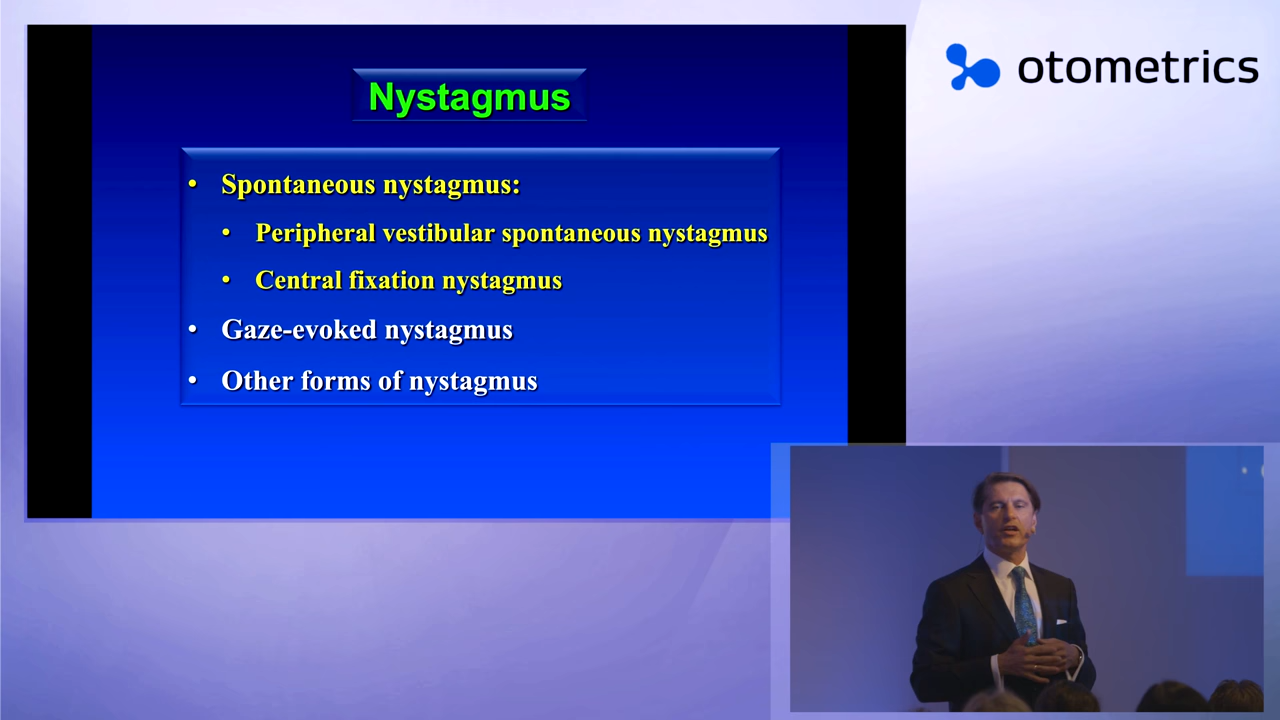 Nystagmus
• Spontaneous nystagmus:
• Peripheral vestibular spontaneous nystagmus
• Central fixation nystagmus
• Gaze-evoked nystagmus
• Other forms of nystagmus
otometrics